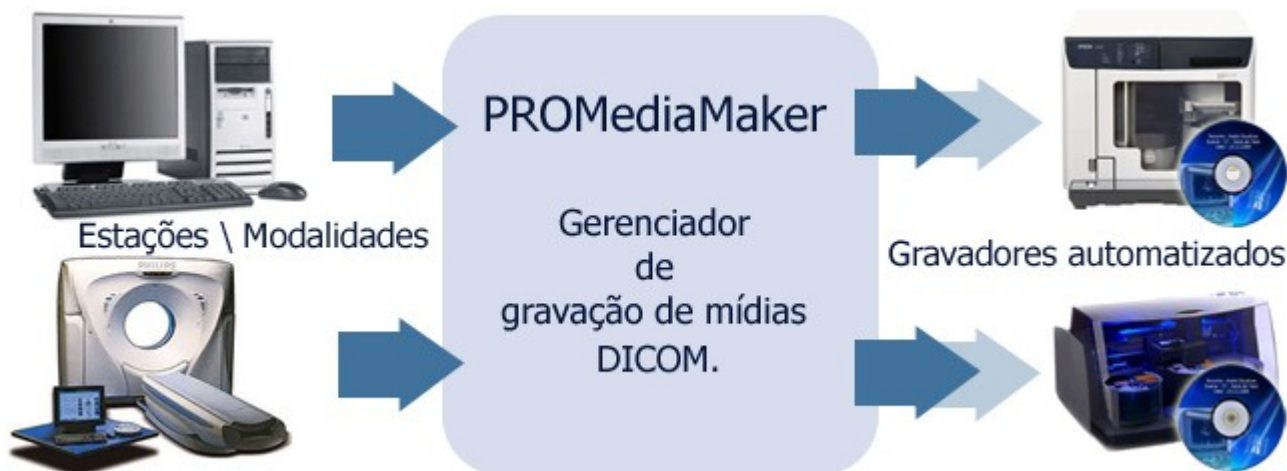 PROMediaMaker
Estações \ Modalidades
Gerenciador
de
gravação de mídias
DICOM.
Gravadores automatizados